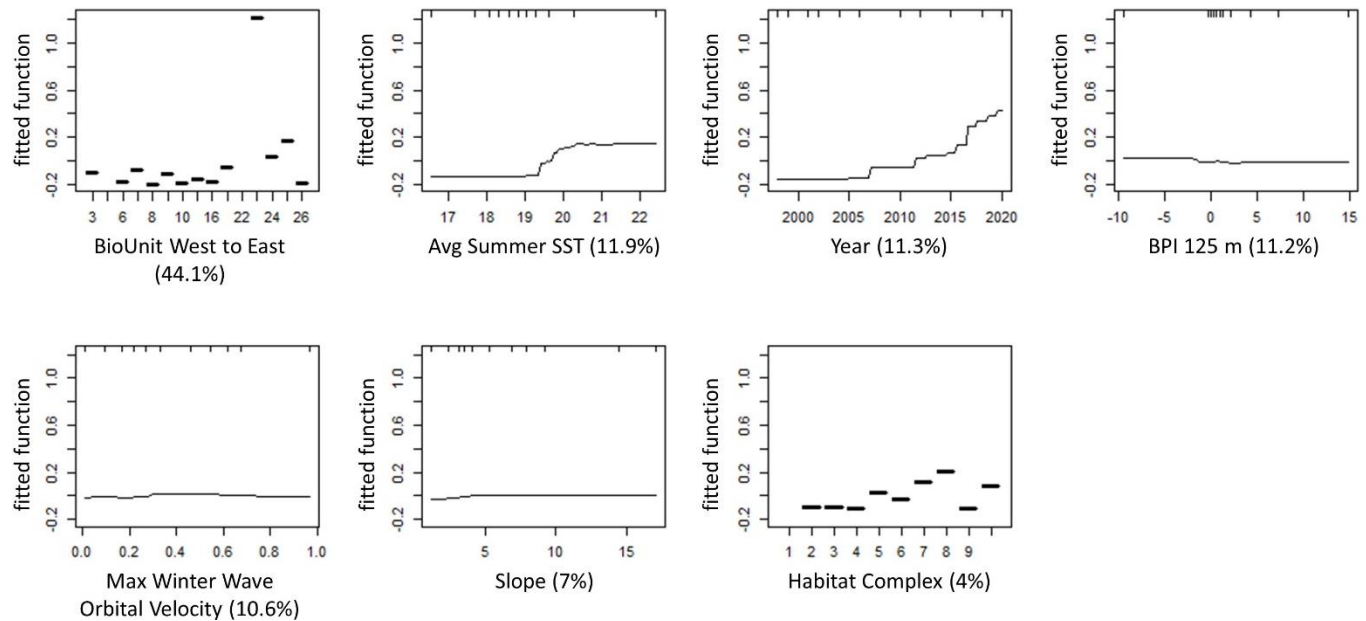 fitted function
1.0
0.6
0.2
-0.2
3 6 8 10 16 22 24 26
BioUnit West to East
(44.1%)
fitted function
1.0
0.6
0.2
-0.2
17 18 19 20 21 22
Avg Summer SST (11.9%)
fitted function
1.0
0.6
0.2
-0.2
2000 2005 2010 2015 2020
Year (11.3%)
fitted function
1.0
0.6
0.2
-0.2
-10 -5 0 5 10 15
BPI 125 m (11.2%)
fitted function
1.0
0.6
0.2
-0.2
0.0 0.2 0.4 0.6 0.8 1.0
Max Winter Wave
Orbital Velocity (10.6%)
fitted function
1.0
0.6
0.2
-0.2
5 10 15
Slope (7%)
fitted function
1.0
0.6
0.2
-0.2
1 2 3 4 5 6 7 8 9
Habitat Complex (4%)